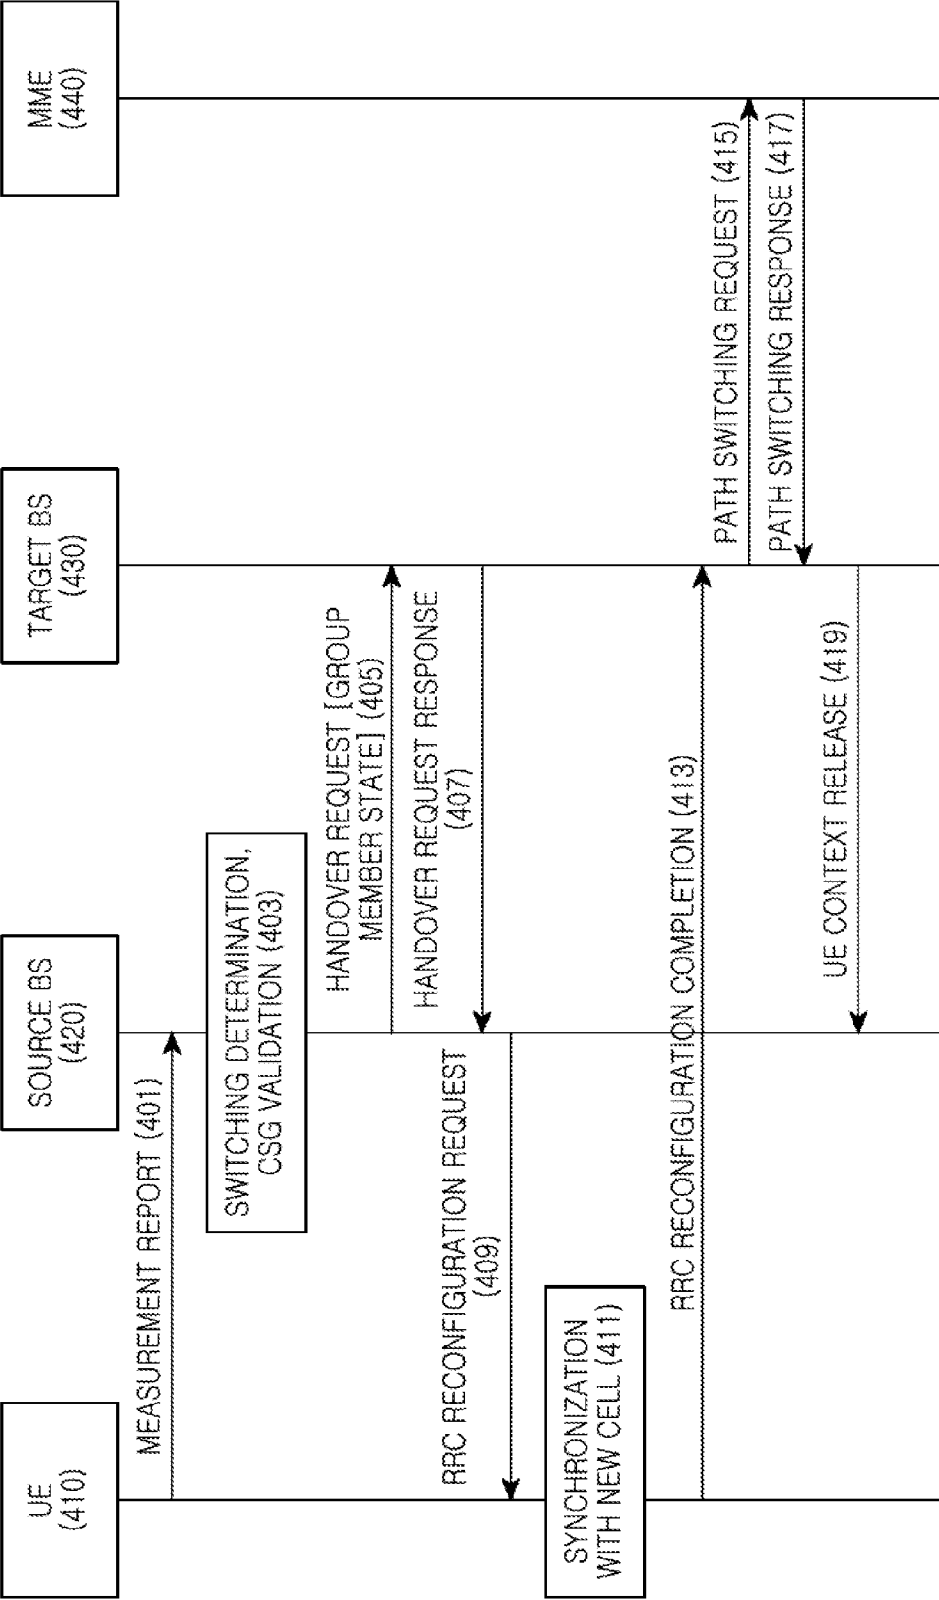 UE
(410)
SOURCE BS
(420)
TARGET BS
(430)
MME
(440)
MEASUREMENT REPORT (401)
SWITCHING DETERMINATION,
CSG VALIDATION (403)
HANDOVER REQUEST [GROUP
MEMBER STATE] (405)
HANDOVER REQUEST RESPONSE
(407)
RRC RECONFIGURATION REQUEST
(409)
SYNCHRONIZATION
WITH NEW CELL (411)
RRC RECONFIGURATION COMPLETION (413)
PATH SWITCHING REQUEST (415)
PATH SWITCHING RESPONSE (417)
UE CONTEXT RELEASE (419)